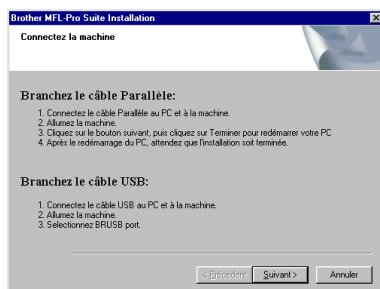 Brother MFL-Pro Suite Installation
Connectez la machine
Branchez le câble Parallèle:
1. Connectez le câble Parallèle au PC et à la machine.
2. Allumez la machine.
3. Cliquez sur le bouton suivant, puis cliquez sur Terminer pour redémarrer votre PC
4. Après le redémarrage du PC, attendez que l'installation soit terminée.
Branchez le câble USB:
1. Connectez le câble USB au PC et à la machine.
2. Allumez la machine.
3. Selectionnez BRUSB port.
< Précédent Suivant > Annuler